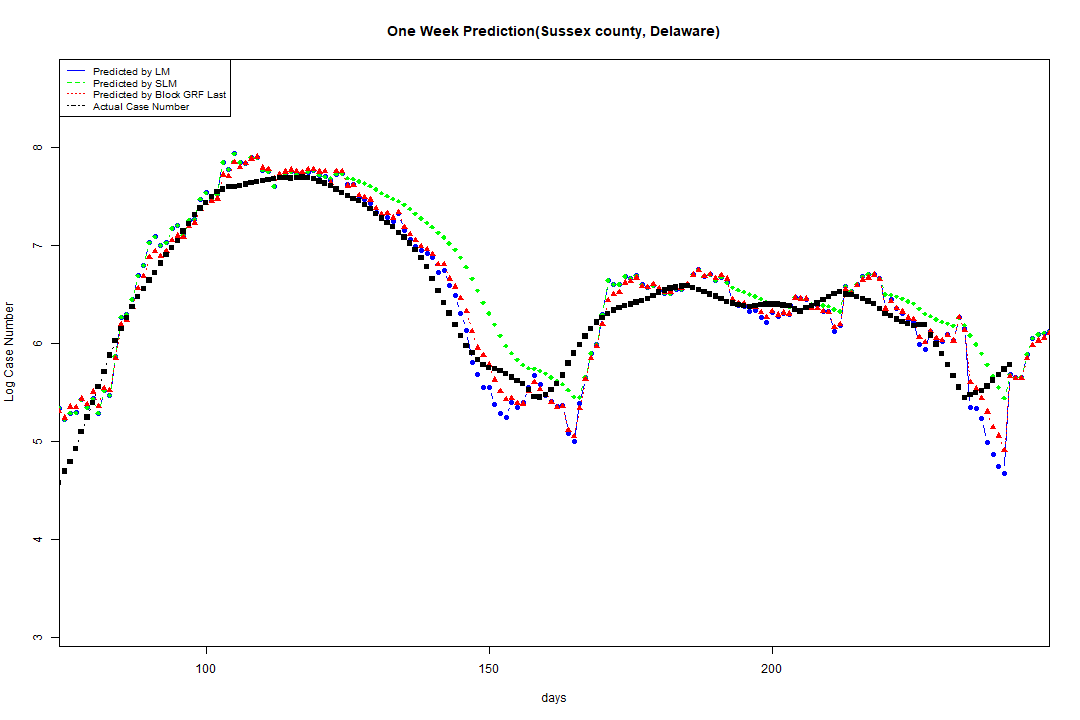 One Week Prediction(Sussex county, Delaware)
Predicted by LM
Predicted by SLM
Predicted by Block GRF Last
Actual Case Number
8
7
6
5
4
3
Log Case Number
100 150 200
days